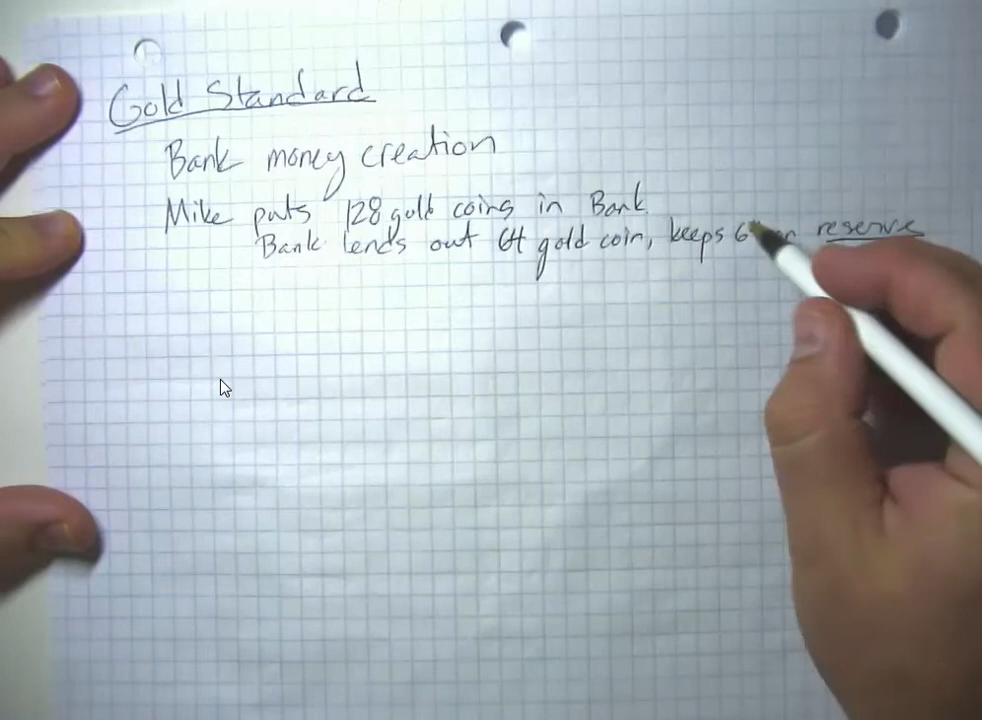 Gold Standard
Bank money creation
Mike puts 128 gold coins in Bank
Bank lends out 64 gold coin, keeps reserve